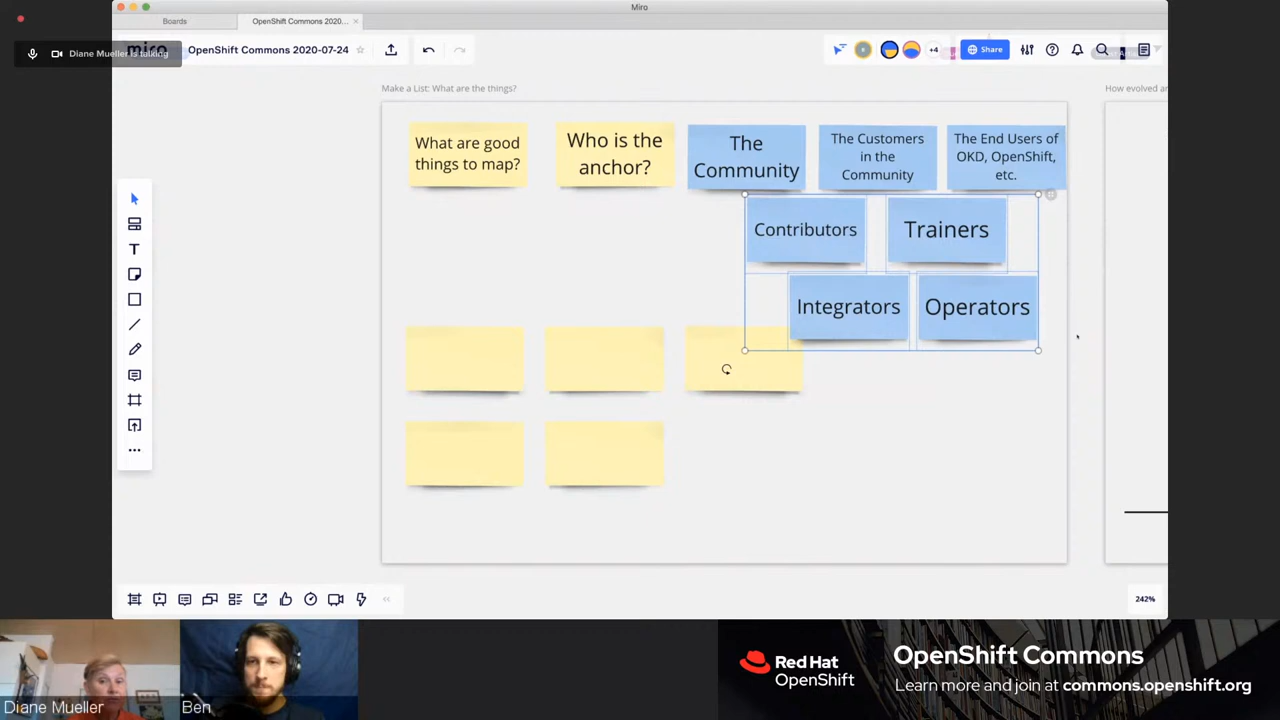 Miro
Boards
OpenShift Commons 2020...
Diane Mueller is talking
miro
OpenShift Commons 2020-07-24
+4
Share
Make a List: What are the things?
What are good
things to map?
Who is the
anchor?
The
Community
The Customers
in the
Community
The End Users of
OKD, OpenShift,
etc.
Contributors
Trainers
Integrators
Operators
242%
Diane Mueller
Ben
Red Hat
OpenShift
OpenShift Commons
Learn more and join at commons.openshift.org